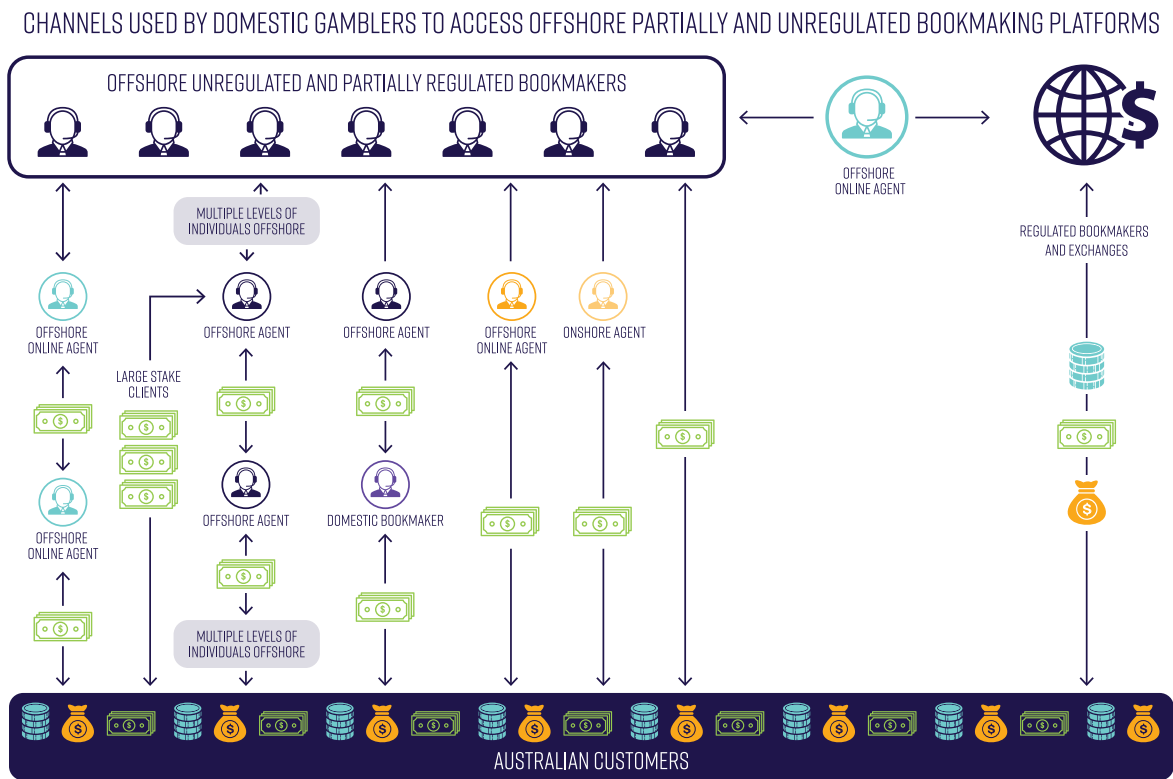 CHANNELS USED BY DOMESTIC GAMBLERS TO ACCESS OFFSHORE PARTIALLY AND UNREGULATED BOOKMAKING PLATFORMS
OFFSHORE UNREGULATED AND PARTIALLY REGULATED BOOKMAKERS
$
OFFSHORE
ONLINE AGENT
MULTIPLE LEVELS OF
INDIVIDUALS OFFSHORE
REGULATED BOOKMAKERS
AND EXCHANGES
OFFSHORE
ONLINE AGENT
OFFSHORE AGENT
OFFSHORE AGENT
OFFSHORE
ONLINE AGENT
ONSHORE AGENT
LARGE STAKE
CLIENTS
OFFSHORE
ONLINE AGENT
OFFSHORE AGENT
DOMESTIC BOOKMAKER
MULTIPLE LEVELS OF
INDIVIDUALS OFFSHORE
AUSTRALIAN CUSTOMERS